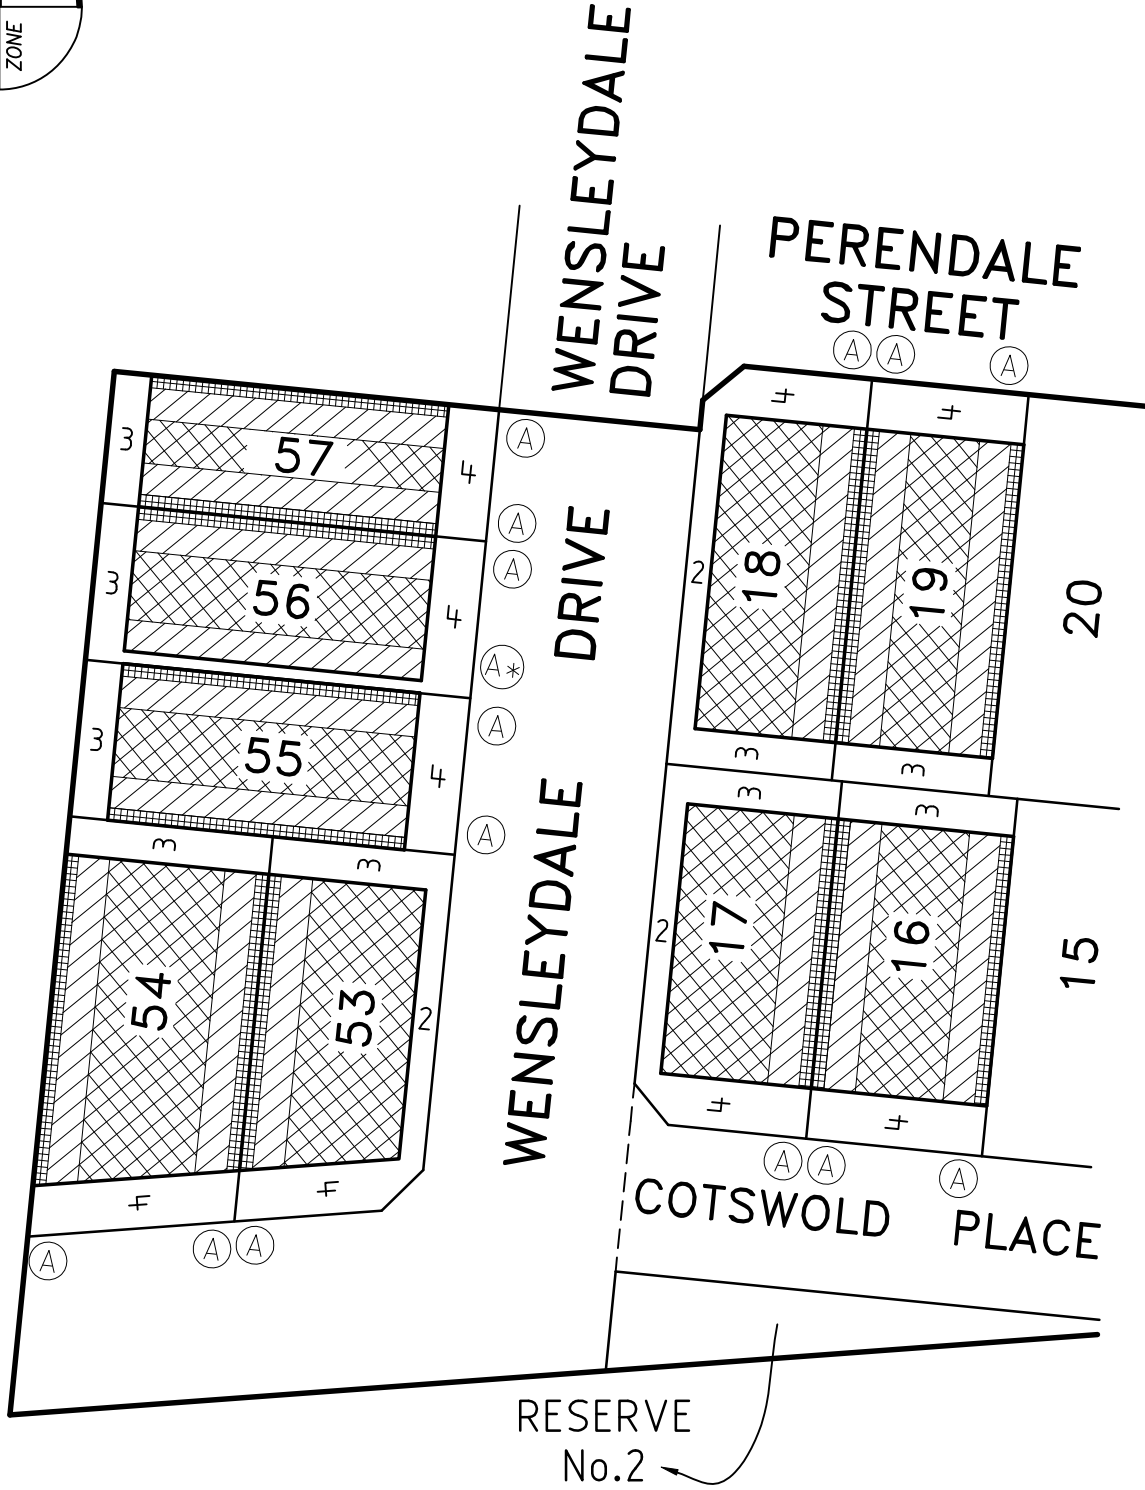 ZONE
WENSLEYDALE
DRIVE
PERENDALE
STREET
A
A
A
3
57
4
A
4
4
A
3
56
4
A
DRIVE
2
18
19
20
A*
3
55
4
A
3
3
A
3
3
3
3
WENSLEYDALE
2
17
16
15
54
53
2
4
4
4
4
A
A
A
A
A
A
COTSWOLD PLACE
RESERVE
No.2